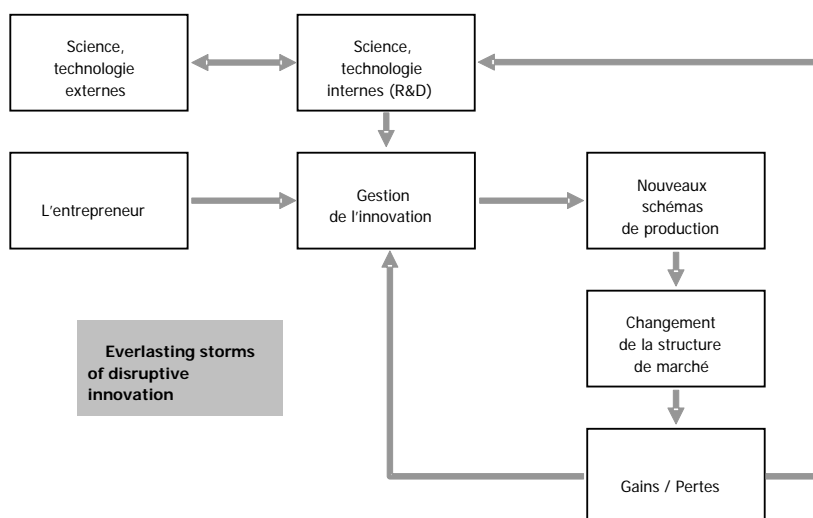 Science,
technologie
externes
Science,
technologie
internes (R&D)
L'entrepreneur
Gestion
de l'innovation
Nouveaux
schémas
de production
Changement
de la structure
de marché
Everlasting storms
of disruptive
innovation
Gains / Pertes